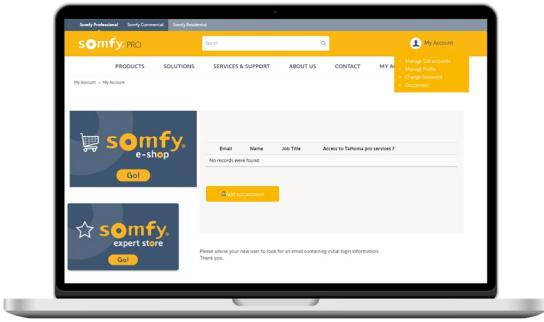 Somfy Professional Somfy Commercial Somfy Residential
somfy. PRO Search My Account
PRODUCTS SOLUTIONS SERVICES & SUPPORT ABOUT US CONTACT MY
Manage Sub accounts
Manage Profile
Change Password
Disconnect
My Account > My Account
somfy.
e-shop
Go!
Email Name Job Title Access to TaHoma pro services ?
No records were found.
Add sub account
somfy.
expert store
Go!
Please advise your new user to look for an email containing initial login information.
Thank you.